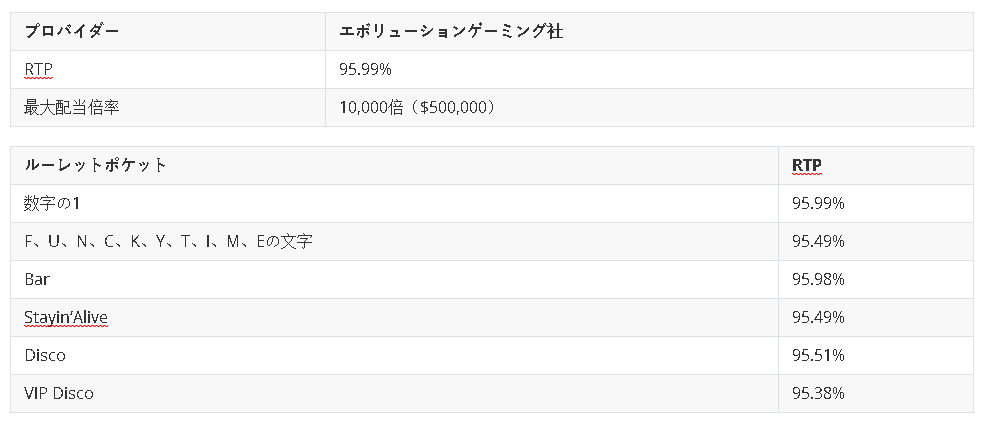 プロバイダー エボリューションゲーミング社
RTP 95.99%
最大配当倍率 10,000倍（$500,000）
ルーレットポケット RTP
数字の1 95.99%
F、U、N、C、K、Y、T、I、M、Eの文字 95.49%
Bar 95.98%
Stayin’Alive 95.49%
Disco 95.51%
VIP Disco 95.38%